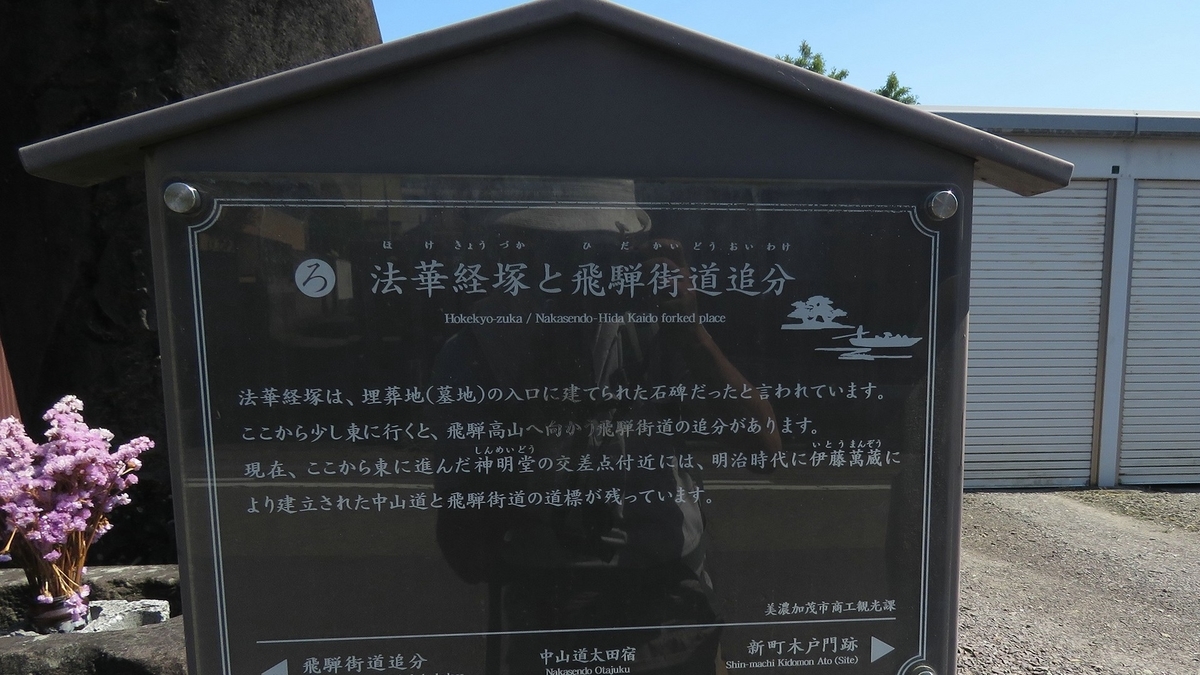 ほけきょうづか ひだかいどうおいわけ
ろ 法華経塚と飛騨街道追分
Hokekyo-zuka / Nakasendo-Hida Kaido forked place
法華経塚は、埋葬地(墓地)の入口に建てられた石碑だったと言われています。
ここから少し東に行くと、飛騨高山へ向かう飛騨街道の追分があります。
しんめいどう いとうまんぞう
現在、ここから東に進んだ神明堂の交差点付近には、明治時代に伊藤萬蔵に
より建立された中山道と飛騨街道の道標が残っています。
美濃加茂市商工観光課
飛騨街道追分 中山道太田宿 新町木戸門跡
Nakasendo Otajuku Shin-machi Kidomon Ato (Site)